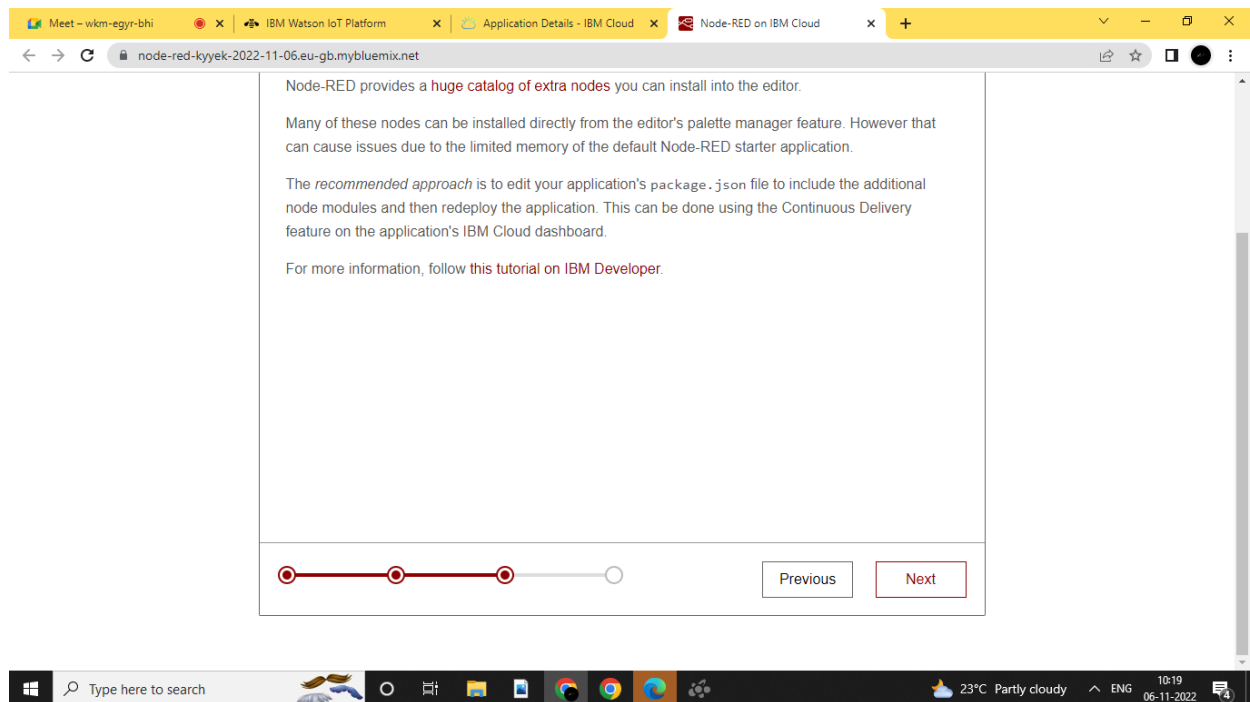 Meet – wkm-egyr-bhi
IBM Watson IoT Platform
Application Details - IBM Cloud
Node-RED on IBM Cloud
node-red-kyyek-2022-11-06.eu-gb.mybluemix.net
Node-RED provides a huge catalog of extra nodes you can install into the editor.
Many of these nodes can be installed directly from the editor's palette manager feature. However that
can cause issues due to the limited memory of the default Node-RED starter application.
The recommended approach is to edit your application's package.json file to include the additional
node modules and then redeploy the application. This can be done using the Continuous Delivery
feature on the application's IBM Cloud dashboard.
For more information, follow this tutorial on IBM Developer.
Previous
Next
Type here to search
23°C Partly cloudy
ENG
10:19
06-11-2022
4